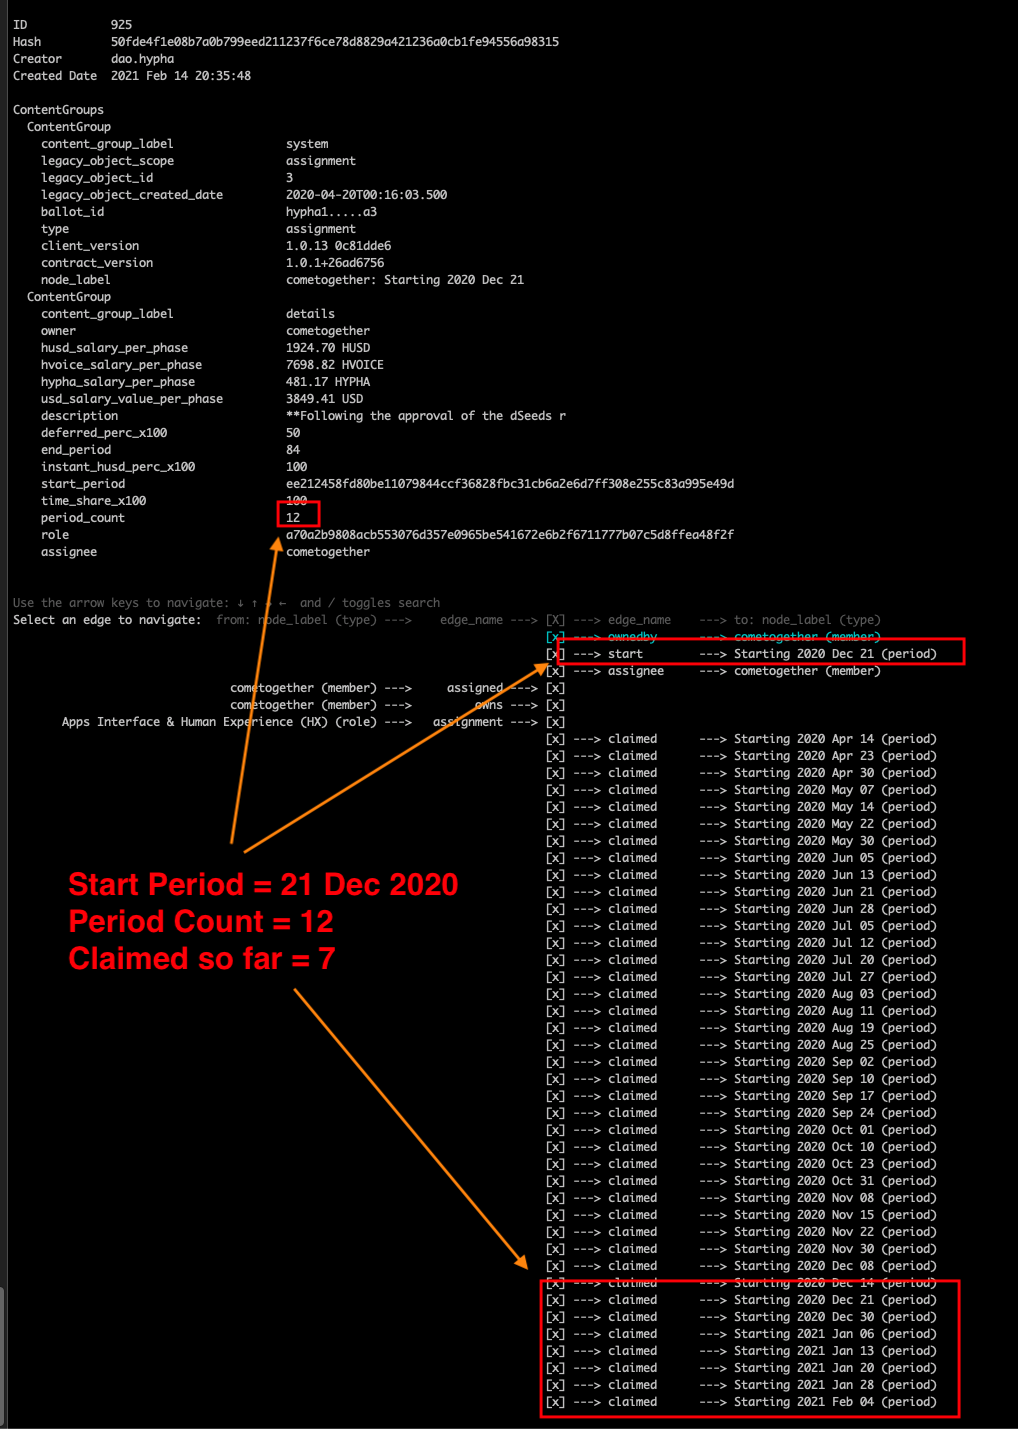 ID 925
Hash 50fde4f1e08b7a0b799eed211237f6ce78d8829a421236a0cb1fe94556a98315
Creator dao.hypha
Created Date 2021 Feb 14 20:35:48
ContentGroups
ContentGroup
content_group_label system
legacy_object_scope assignment
legacy_object_id 3
legacy_object_created_date 2020-04-20T00:16:03.500
ballot_id hypha1.....a3
type assignment
client_version 1.0.13 0c81dde6
contract_version 1.0.1+26ad6756
node_label cometogether: Starting 2020 Dec 21
ContentGroup
content_group_label details
owner cometogether
husd_salary_per_phase 1924.70 HUSD
hvoice_salary_per_phase 7698.82 HVOICE
hypha_salary_per_phase 481.17 HYPHA
usd_salary_value_per_phase 3849.41 USD
description **Following the approval of the dSeeds r
deferred_perc_x100 50
end_period 84
instant_husd_perc_x100 100
start_period ee212458fd80be11079844ccf36828fbc31cb6a2e6d7ff308e255c83a995e49d
time_share_x100 100
period_count 12
role a70a2b9808acb553076d357e0965be541672e6b2f6711777b07c5d8ffea48f2f
assignee cometogether
Use the arrow keys to navigate: ↓ ↑ → ← and / toggles search
Select an edge to navigate: from: node_label (type) ---> edge_name ---> [X] ---> edge_name ---> to: node_label (type)
[x] ---> ownedby ---> cometogether (member)
[x] ---> start ---> Starting 2020 Dec 21 (period)
[x] ---> assignee ---> cometogether (member)
cometogether (member) ---> assigned ---> [x]
cometogether (member) ---> owns ---> [x]
Apps Interface & Human Experience (HX) (role) ---> assignment ---> [x]
[x] ---> claimed ---> Starting 2020 Apr 14 (period)
[x] ---> claimed ---> Starting 2020 Apr 23 (period)
[x] ---> claimed ---> Starting 2020 Apr 30 (period)
[x] ---> claimed ---> Starting 2020 May 07 (period)
[x] ---> claimed ---> Starting 2020 May 14 (period)
[x] ---> claimed ---> Starting 2020 May 22 (period)
[x] ---> claimed ---> Starting 2020 May 30 (period)
[x] ---> claimed ---> Starting 2020 Jun 05 (period)
[x] ---> claimed ---> Starting 2020 Jun 13 (period)
[x] ---> claimed ---> Starting 2020 Jun 21 (period)
[x] ---> claimed ---> Starting 2020 Jun 28 (period)
[x] ---> claimed ---> Starting 2020 Jul 05 (period)
[x] ---> claimed ---> Starting 2020 Jul 12 (period)
[x] ---> claimed ---> Starting 2020 Jul 20 (period)
[x] ---> claimed ---> Starting 2020 Jul 27 (period)
[x] ---> claimed ---> Starting 2020 Aug 03 (period)
[x] ---> claimed ---> Starting 2020 Aug 11 (period)
[x] ---> claimed ---> Starting 2020 Aug 19 (period)
[x] ---> claimed ---> Starting 2020 Aug 25 (period)
[x] ---> claimed ---> Starting 2020 Sep 02 (period)
[x] ---> claimed ---> Starting 2020 Sep 10 (period)
[x] ---> claimed ---> Starting 2020 Sep 17 (period)
[x] ---> claimed ---> Starting 2020 Sep 24 (period)
[x] ---> claimed ---> Starting 2020 Oct 01 (period)
[x] ---> claimed ---> Starting 2020 Oct 10 (period)
[x] ---> claimed ---> Starting 2020 Oct 23 (period)
[x] ---> claimed ---> Starting 2020 Oct 31 (period)
[x] ---> claimed ---> Starting 2020 Nov 08 (period)
[x] ---> claimed ---> Starting 2020 Nov 15 (period)
[x] ---> claimed ---> Starting 2020 Nov 22 (period)
[x] ---> claimed ---> Starting 2020 Nov 30 (period)
[x] ---> claimed ---> Starting 2020 Dec 08 (period)
[x] ---> claimed ---> Starting 2020 Dec 14 (period)
[x] ---> claimed ---> Starting 2020 Dec 21 (period)
[x] ---> claimed ---> Starting 2020 Dec 30 (period)
[x] ---> claimed ---> Starting 2021 Jan 06 (period)
[x] ---> claimed ---> Starting 2021 Jan 13 (period)
[x] ---> claimed ---> Starting 2021 Jan 20 (period)
[x] ---> claimed ---> Starting 2021 Jan 28 (period)
[x] ---> claimed ---> Starting 2021 Feb 04 (period)
Start Period = 21 Dec 2020
Period Count = 12
Claimed so far = 7